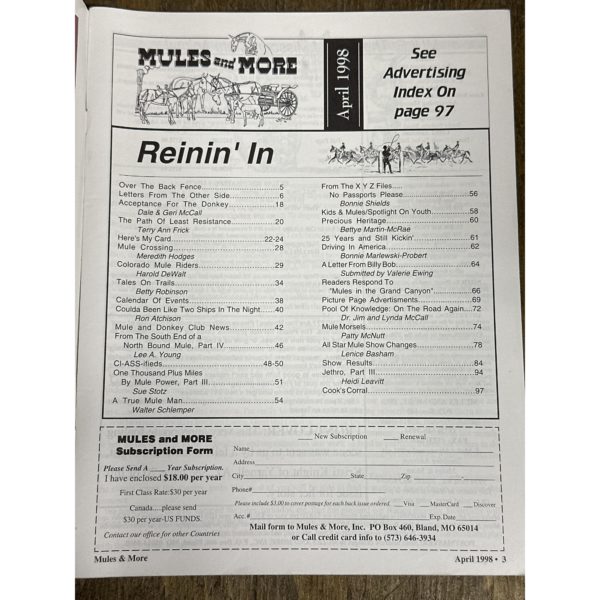 MULES and MORE
April 1998
See
Advertising
Index On
page 97
Reinin' In
Over The Back Fence 5
Letters From The Other Side 6
Acceptance For The Donkey 18
Dale & Geri McCall
The Path Of Least Resistance 20
Terry Ann Frick
Here's My Card 22-24
Mule Crossing 28
Meredith Hodges
Colorado Mule Riders 29
Harold DeWalt
Tales On Trails 34
Betty Robinson
Calendar Of Events 38
Coulda Been Like Two Ships In The Night 40
Ron Atchison
Mule and Donkey Club News 42
From The South End of a
North Bound Mule, Part IV 46
Lee A. Young
Cl-ASS-ifieds 48-50
One Thousand Plus Miles
By Mule Power, Part III 51
Sue Stotz
A True Mule Man 54
Walter Schlemper
From The X Y Z Files.....
No Passports Please 56
Bonnie Shields
Kids & Mules/Spotlight On Youth 58
Precious Heritage 60
Bettye Martin-McRae
25 Years and Still Kickin' 61
Driving In America 62
Bonnie Marlewski-Probert
A Letter From Billy Bob 64
Submitted by Valerie Ewing
Readers Respond To
"Mules in the Grand Canyon" 66
Picture Page Advertisments 69
Pool Of Knowledge: On The Road Again 72
Dr. Jim and Lynda McCall
Mule Morsels 74
Patty McNutt
All Star Mule Show Changes 78
Lenice Basham
Show Results 84
Jethro, Part III 94
Heidi Leavitt
Cook's Corral 97
MULES and MORE
Subscription Form
Please Send A ____ Year Subscription.
I have enclosed $18.00 per year
First Class Rate:$30 per year
Canada....please send
$30 per year-US FUNDS.
Contact our office for other Countries
____ New Subscription ____ Renewal
Name
Address
City State Zip -
Phone#
Please include $3.00 to cover postage for each back issue ordered. __Visa __MasterCard __Discover
Acc. # Exp. Date
Mail form to Mules & More, Inc. PO Box 460, Bland, MO 65014
or Call credit card info to (573) 646-3934
Mules & More
April 1998 • 3